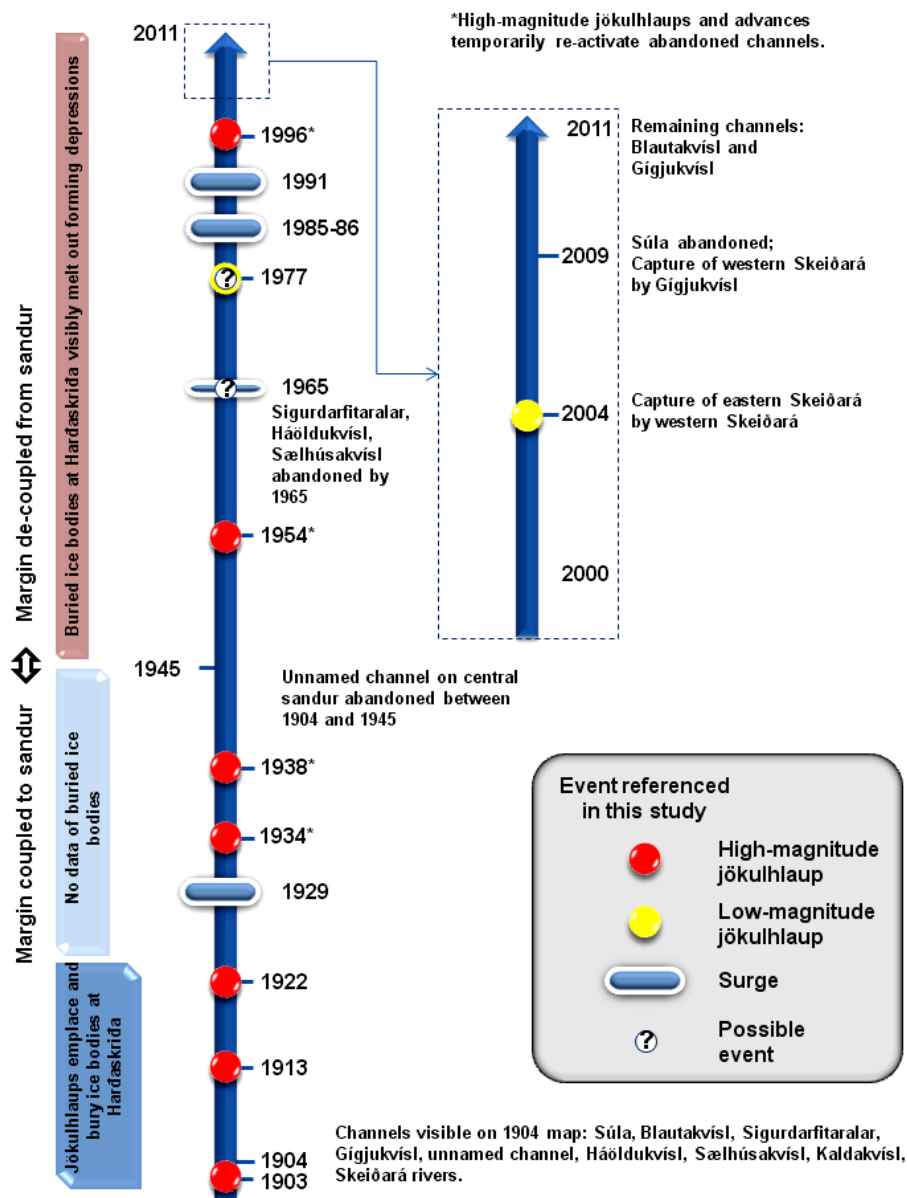 *High-magnitude jökulhlaups and advances
temporarily re-activate abandoned channels.
2011
1996*
1991
1985-86
?
1977
?
1965
Sigurdarfitaralar,
Háöldukvísl,
Sælhúsakvísl
abandoned by
1965
1954*
1945
Unnamed channel on central
sandur abandoned between
1904 and 1945
1938*
1934*
1929
1922
1913
1904
1903
Channels visible on 1904 map: Súla, Blautakvísl, Sigurdarfitaralar,
Gígjukvísl, unnamed channel, Háöldukvísl, Sælhúsakvísl, Kaldakvísl,
Skeiðará rivers.
2011
Remaining channels:
Blautakvísl and
Gígjukvísl
2009
Súla abandoned;
Capture of western Skeiðará
by Gígjukvísl
2004
Capture of eastern Skeiðará
by western Skeiðará
2000
Margin de-coupled from sandur
Margin coupled to sandur
Buried ice bodies at Harðaskriða visibly melt out forming depressions
No data of buried ice
bodies
Jökulhlaups emplace and
bury ice bodies at
Harðaskriða
Event referenced
in this study
High-magnitude
jökulhlaup
Low-magnitude
jökulhlaup
Surge
?
Possible
event